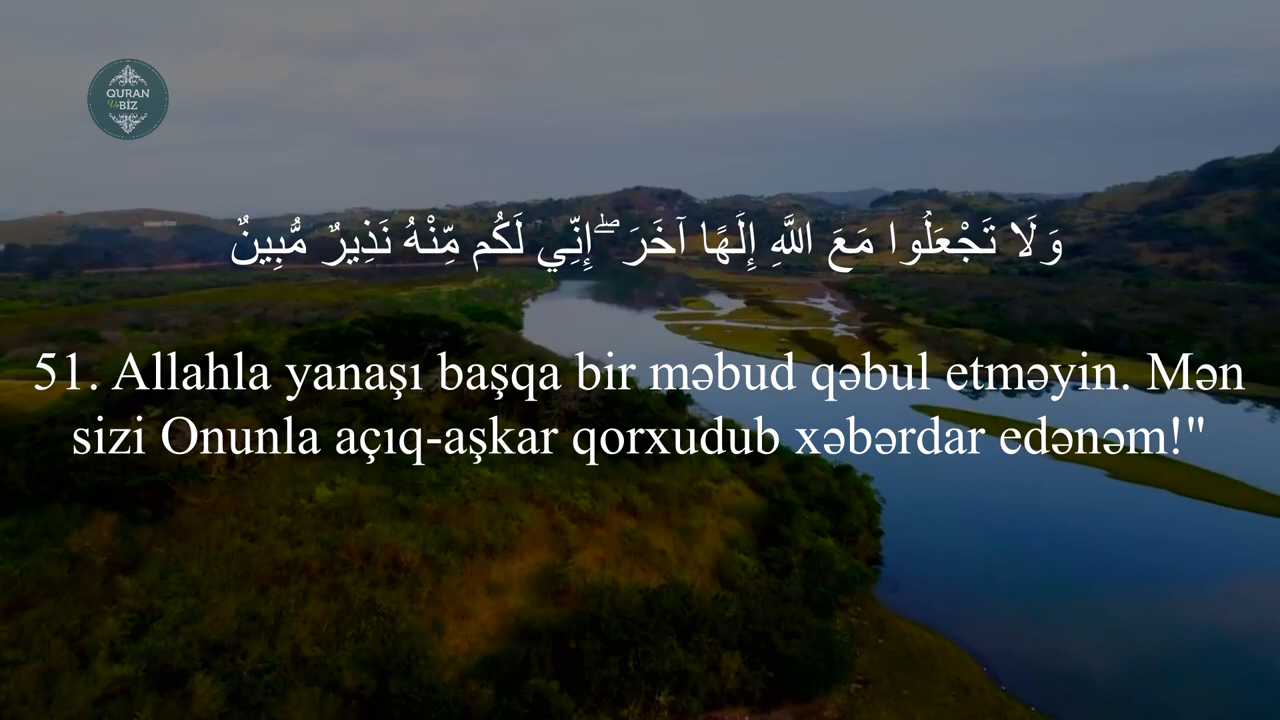 QURAN
Və BİZ
وَلَا تَجْعَلُوا مَعَ اللَّهِ إِلَٰهًا آخَرَ ۖ إِنِّي لَكُم مِّنْهُ نَذِيرٌ مُّبِينٌ
51. Allahla yanaşı başqa bir məbud qəbul etməyin. Mən
sizi Onunla açıq-aşkar qorxudub xəbərdar edənəm!"